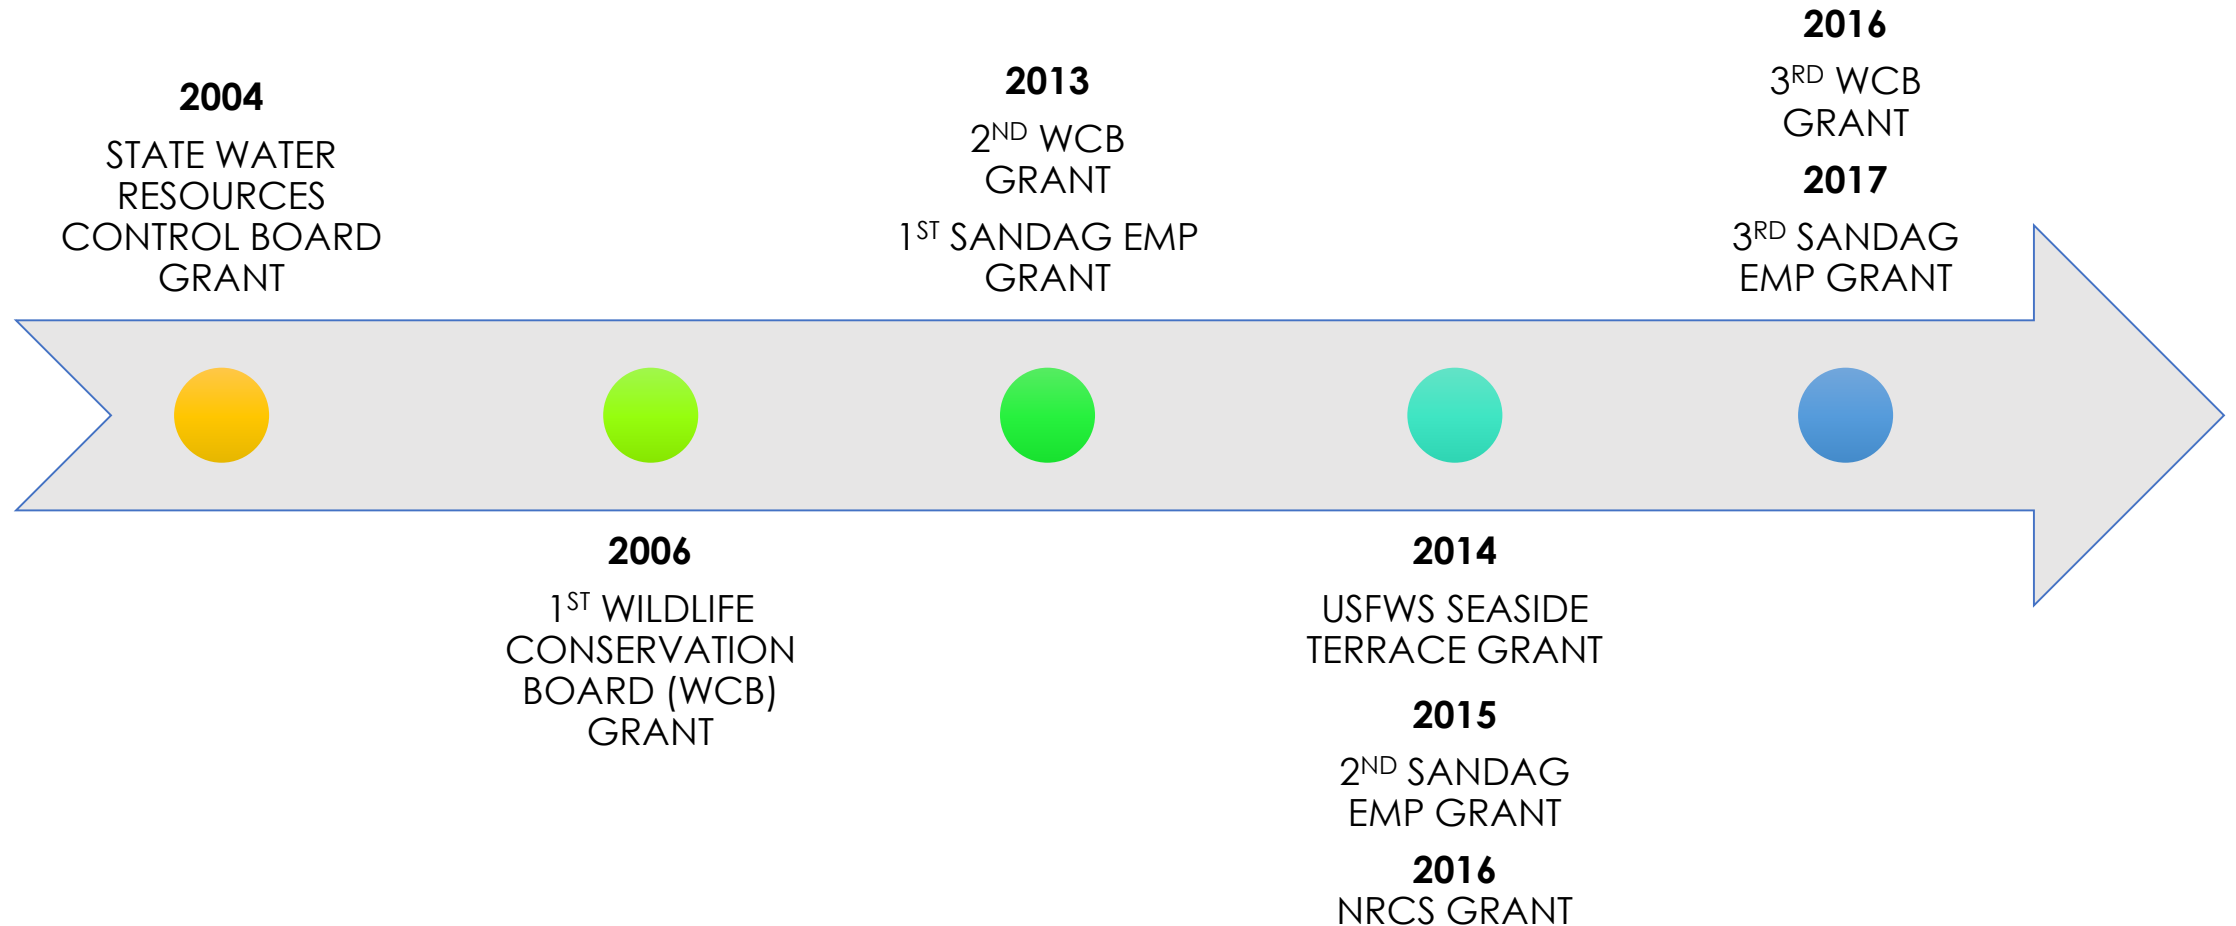 2004
STATE WATER
RESOURCES
CONTROL BOARD
GRANT
2006
1ST WILDLIFE
CONSERVATION
BOARD (WCB)
GRANT
2013
2ND WCB
GRANT
1ST SANDAG EMP
GRANT
2014
USFWS SEASIDE
TERRACE GRANT
2015
2ND SANDAG
EMP GRANT
2016
NRCS GRANT
2016
3RD WCB
GRANT
2017
3RD SANDAG
EMP GRANT